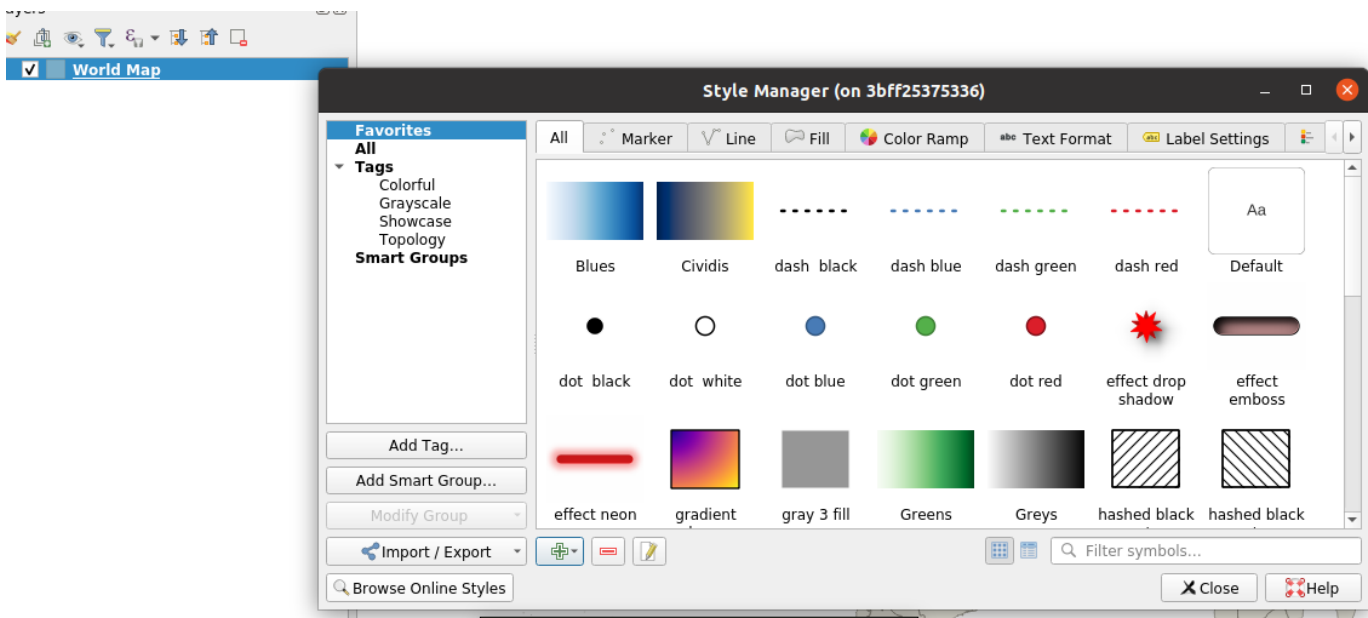 World Map
Style Manager (on 3bff25375336)
Favorites
All
Tags
Colorful
Grayscale
Showcase
Topology
Smart Groups
Add Tag...
Add Smart Group...
Modify Group
Import / Export
Browse Online Styles
All Marker Line Fill Color Ramp abc Text Format abc Label Settings
Aa
Blues Cividis dash black dash blue dash green dash red Default
dot black dot white dot blue dot green dot red effect drop shadow effect emboss
effect neon gradient gray 3 fill Greens Greys hashed black hashed black
Filter symbols...
Close Help